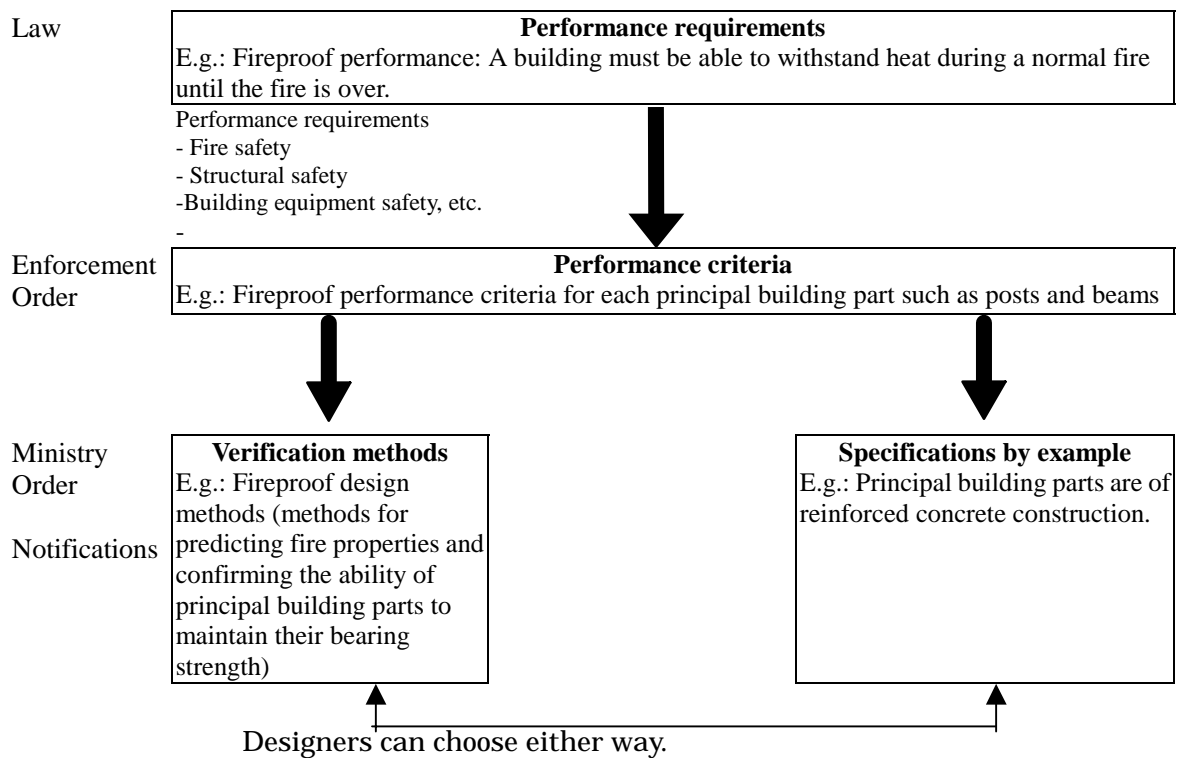 Law
Performance requirements
E.g.: Fireproof performance: A building must be able to withstand heat during a normal fire
until the fire is over.
Performance requirements
- Fire safety
- Structural safety
-Building equipment safety, etc.
-
Enforcement
Order
Performance criteria
E.g.: Fireproof performance criteria for each principal building part such as posts and beams
Ministry
Order
Notifications
Verification methods
E.g.: Fireproof design
methods (methods for
predicting fire properties and
confirming the ability of
principal building parts to
maintain their bearing
strength)
Specifications by example
E.g.: Principal building parts are of
reinforced concrete construction.
Designers can choose either way.